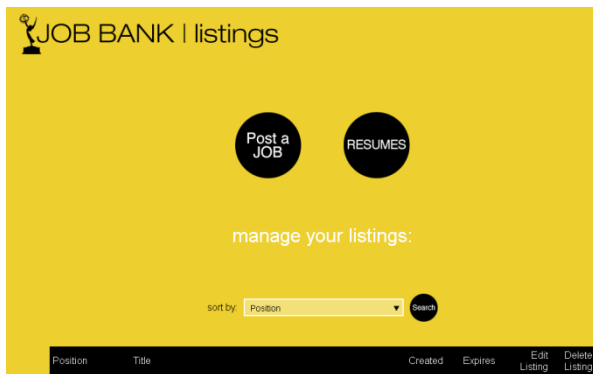 JOB BANK | listings
Post a
JOB
RESUMES
manage your listings:
sort by: Position Search
Position Title Created Expires Edit Listing Delete Listing